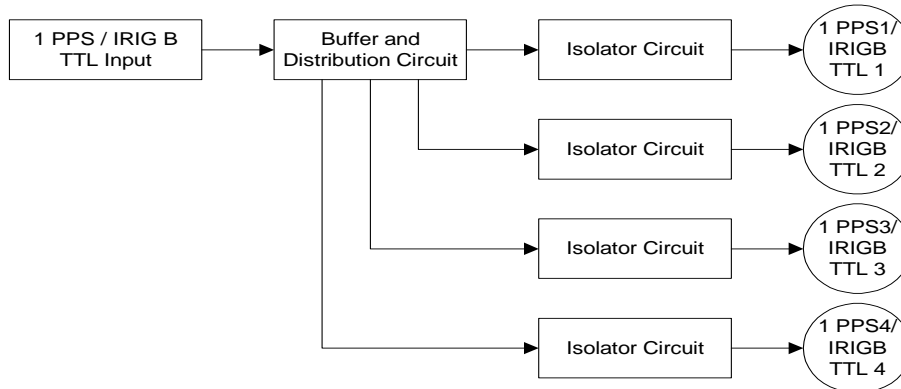 1 PPS / IRIG B
TTL Input
Buffer and
Distribution Circuit
Isolator Circuit
1 PPS1/
IRIGB
TTL 1
Isolator Circuit
1 PPS2/
IRIGB
TTL 2
Isolator Circuit
1 PPS3/
IRIGB
TTL 3
Isolator Circuit
1 PPS4/
IRIGB
TTL 4